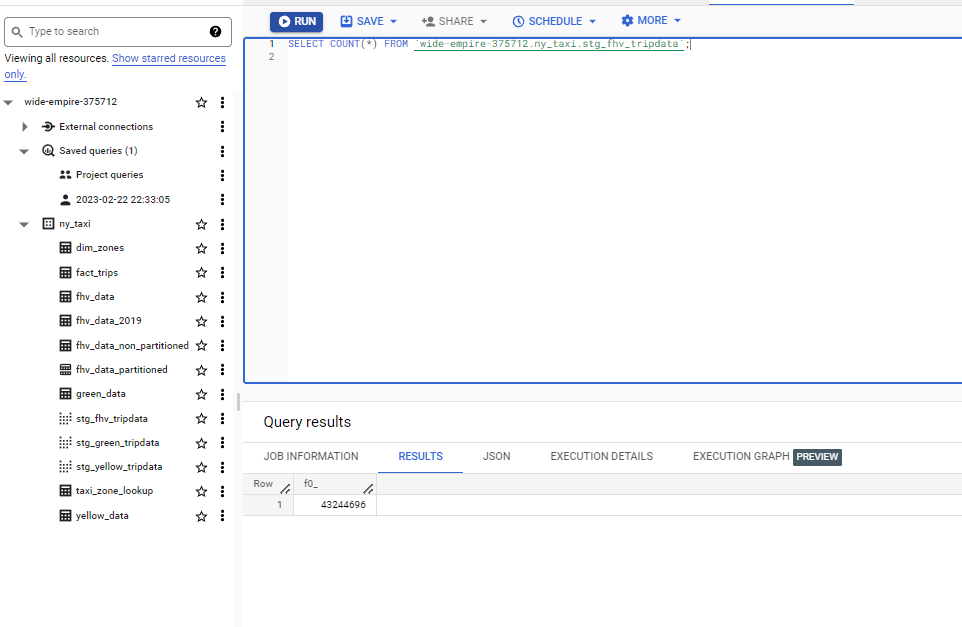 Type to search
Viewing all resources. Show starred resources
only.
wide-empire-375712
External connections
Saved queries (1)
Project queries
2023-02-22 22:33:05
ny_taxi
dim_zones
fact_trips
fhv_data
fhv_data_2019
fhv_data_non_partitioned
fhv_data_partitioned
green_data
stg_fhv_tripdata
stg_green_tripdata
stg_yellow_tripdata
taxi_zone_lookup
yellow_data
RUN SAVE SHARE SCHEDULE MORE
1 SELECT COUNT(*) FROM `wide-empire-375712.ny_taxi.stg_fhv_tripdata`;
2
Query results
JOB INFORMATION RESULTS JSON EXECUTION DETAILS EXECUTION GRAPH PREVIEW
Row f0_
1 43244696